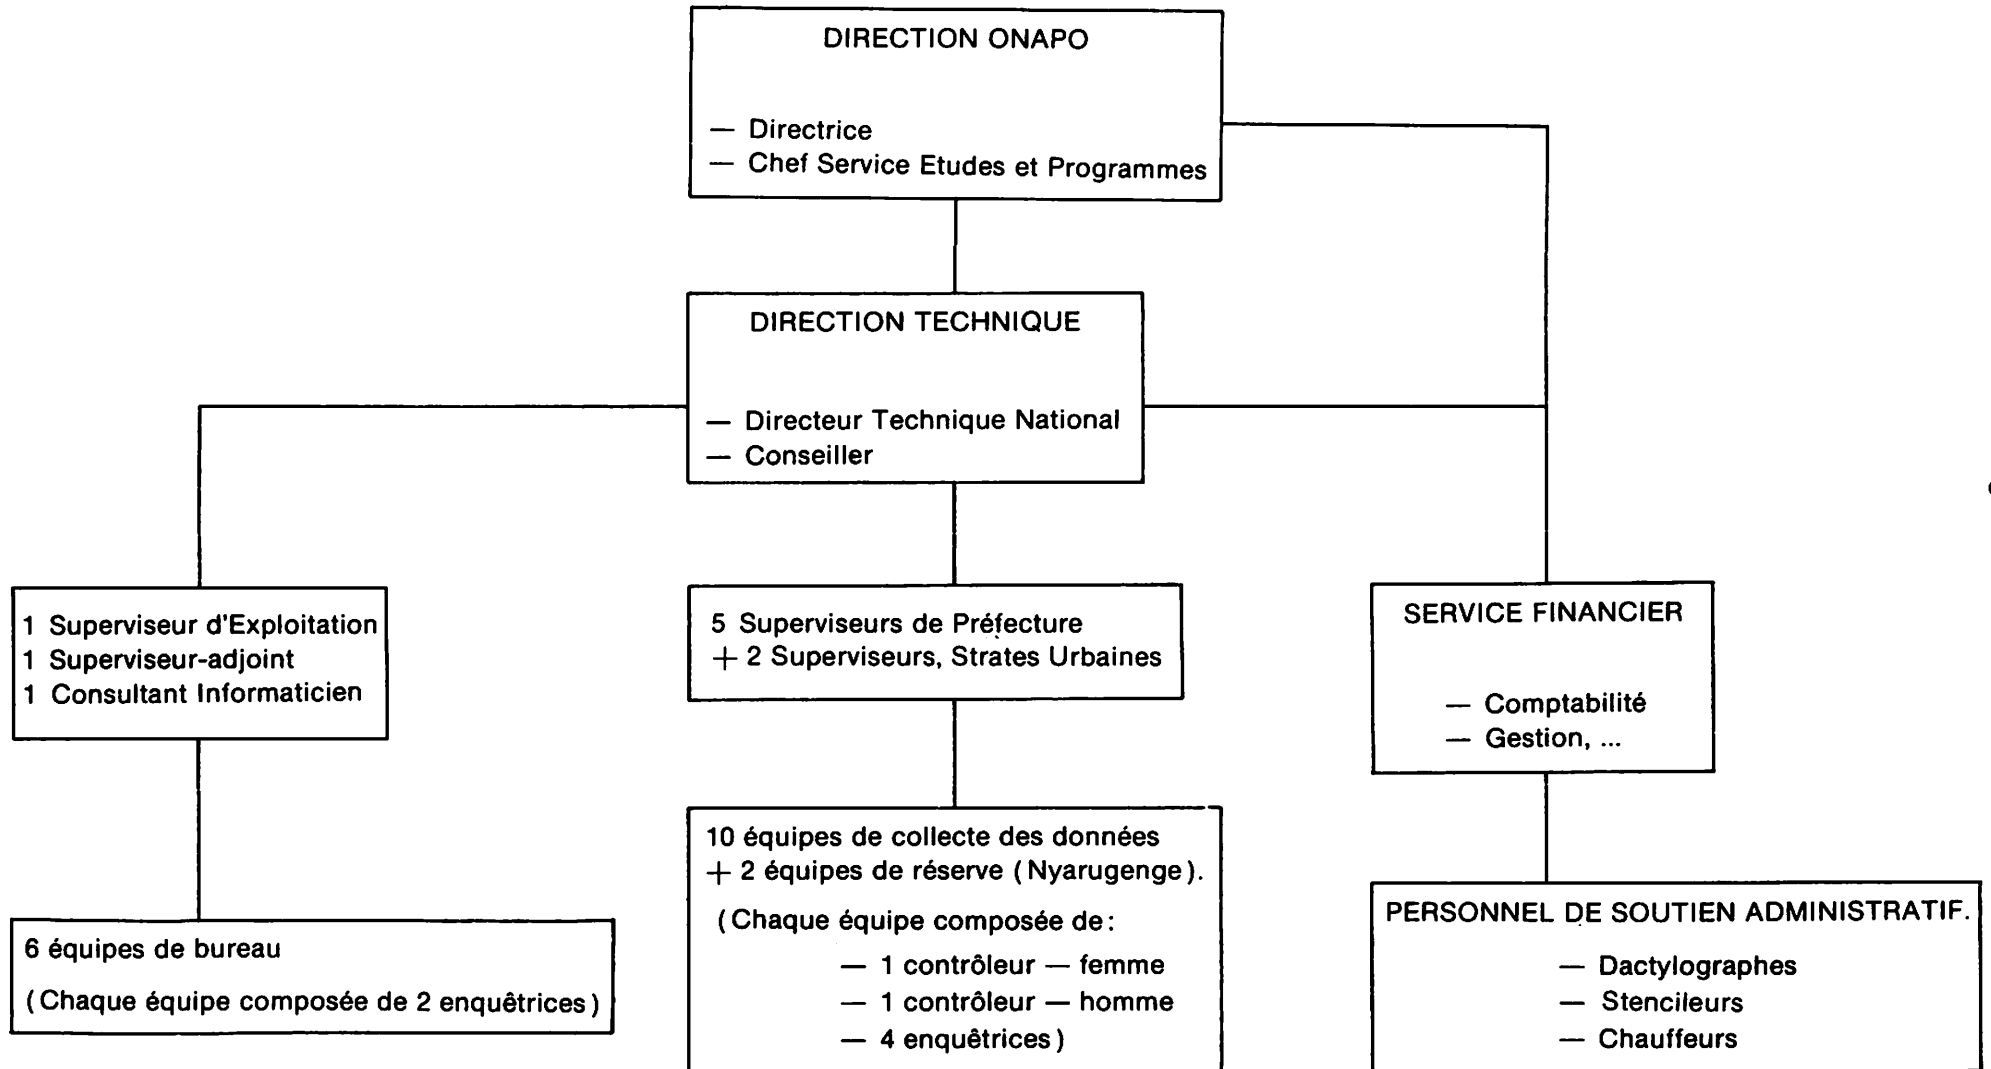 DIRECTION ONAPO
— Directrice
— Chef Service Etudes et Programmes
DIRECTION TECHNIQUE
— Directeur Technique National
— Conseiller
1 Superviseur d'Exploitation
1 Superviseur-adjoint
1 Consultant Informaticien
5 Superviseurs de Préfecture
+ 2 Superviseurs, Strates Urbaines
SERVICE FINANCIER
— Comptabilité
— Gestion, ...
6 équipes de bureau
(Chaque équipe composée de 2 enquêtrices)
10 équipes de collecte des données
+ 2 équipes de réserve (Nyarugenge).
(Chaque équipe composée de:
— 1 contrôleur — femme
— 1 contrôleur — homme
— 4 enquêtrices)
PERSONNEL DE SOUTIEN ADMINISTRATIF.
— Dactylographes
— Stencileurs
— Chauffeurs